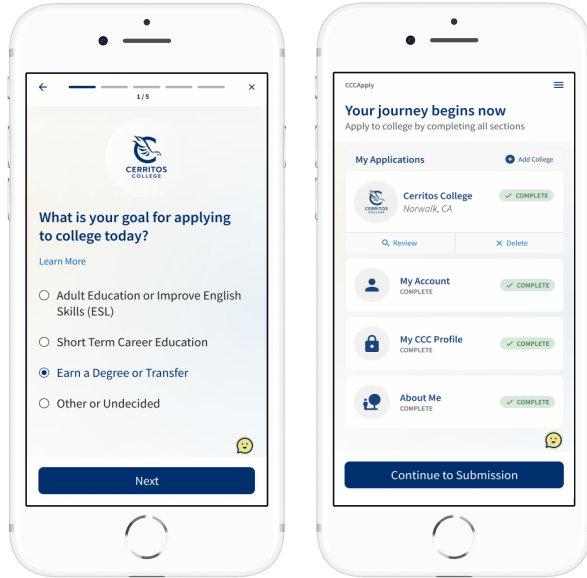 1 / 5
CERRITOS
COLLEGE
What is your goal for applying
to college today?
Learn More
Adult Education or Improve English
Skills (ESL)
Short Term Career Education
Earn a Degree or Transfer
Other or Undecided
Next
CCCApply
Your journey begins now
Apply to college by completing all sections
My Applications
Add College
CERRITOS
COLLEGE
Cerritos College
Norwalk, CA
COMPLETE
Review
Delete
My Account
COMPLETE
COMPLETE
My CCC Profile
COMPLETE
COMPLETE
About Me
COMPLETE
COMPLETE
Continue to Submission